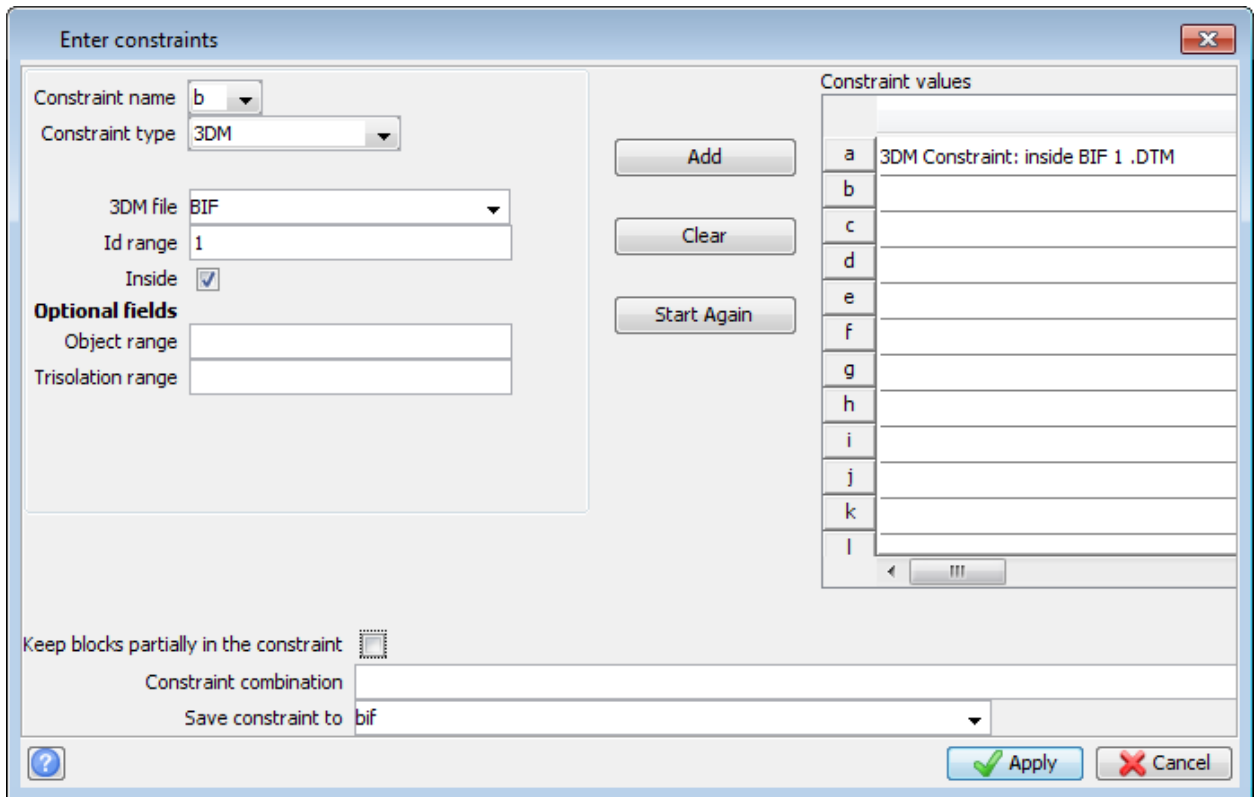 Enter constraints
Constraint name b
Constraint type 3DM
3DM file BIF
Id range 1
Inside
Optional fields
Object range
Trisolation range
Add
Clear
Start Again
Constraint values
a 3DM Constraint: inside BIF 1 .DTM
b
c
d
e
f
g
h
i
j
k
l
Keep blocks partially in the constraint
Constraint combination
Save constraint to bif
? Apply Cancel